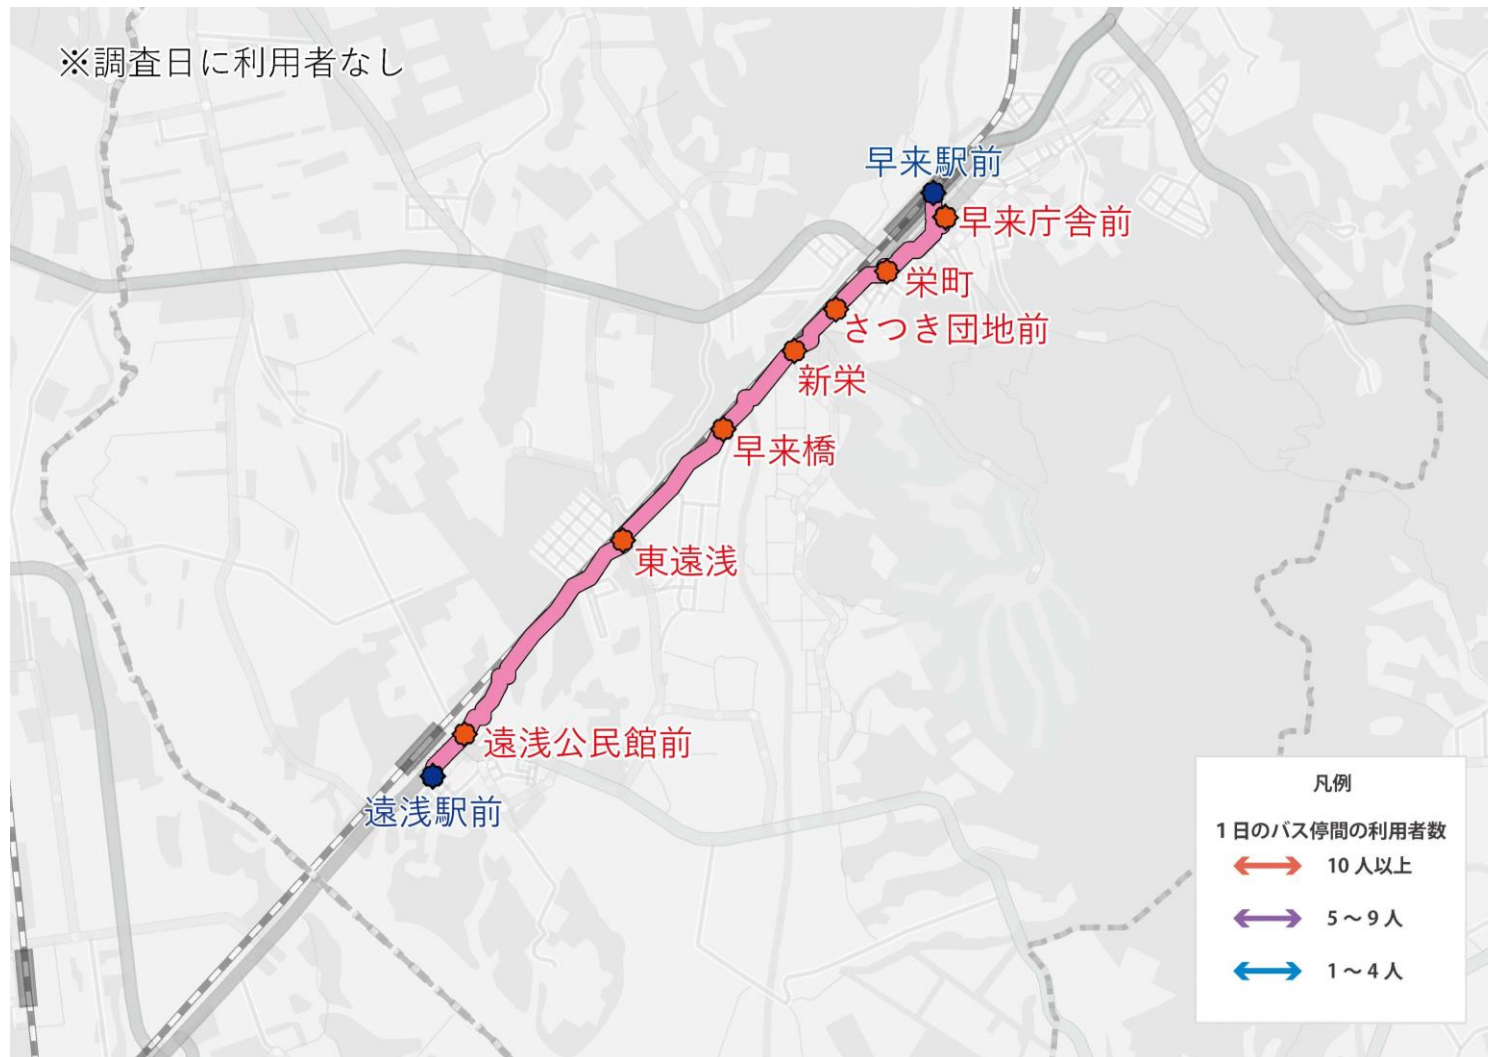 ※調査日に利用者なし
早来駅前
早来庁舎前
栄町
さつき団地前
新栄
早来橋
東遠浅
遠浅公民館前
遠浅駅前
凡例
1日のバス停間の利用者数
10人以上
5～9人
1～4人